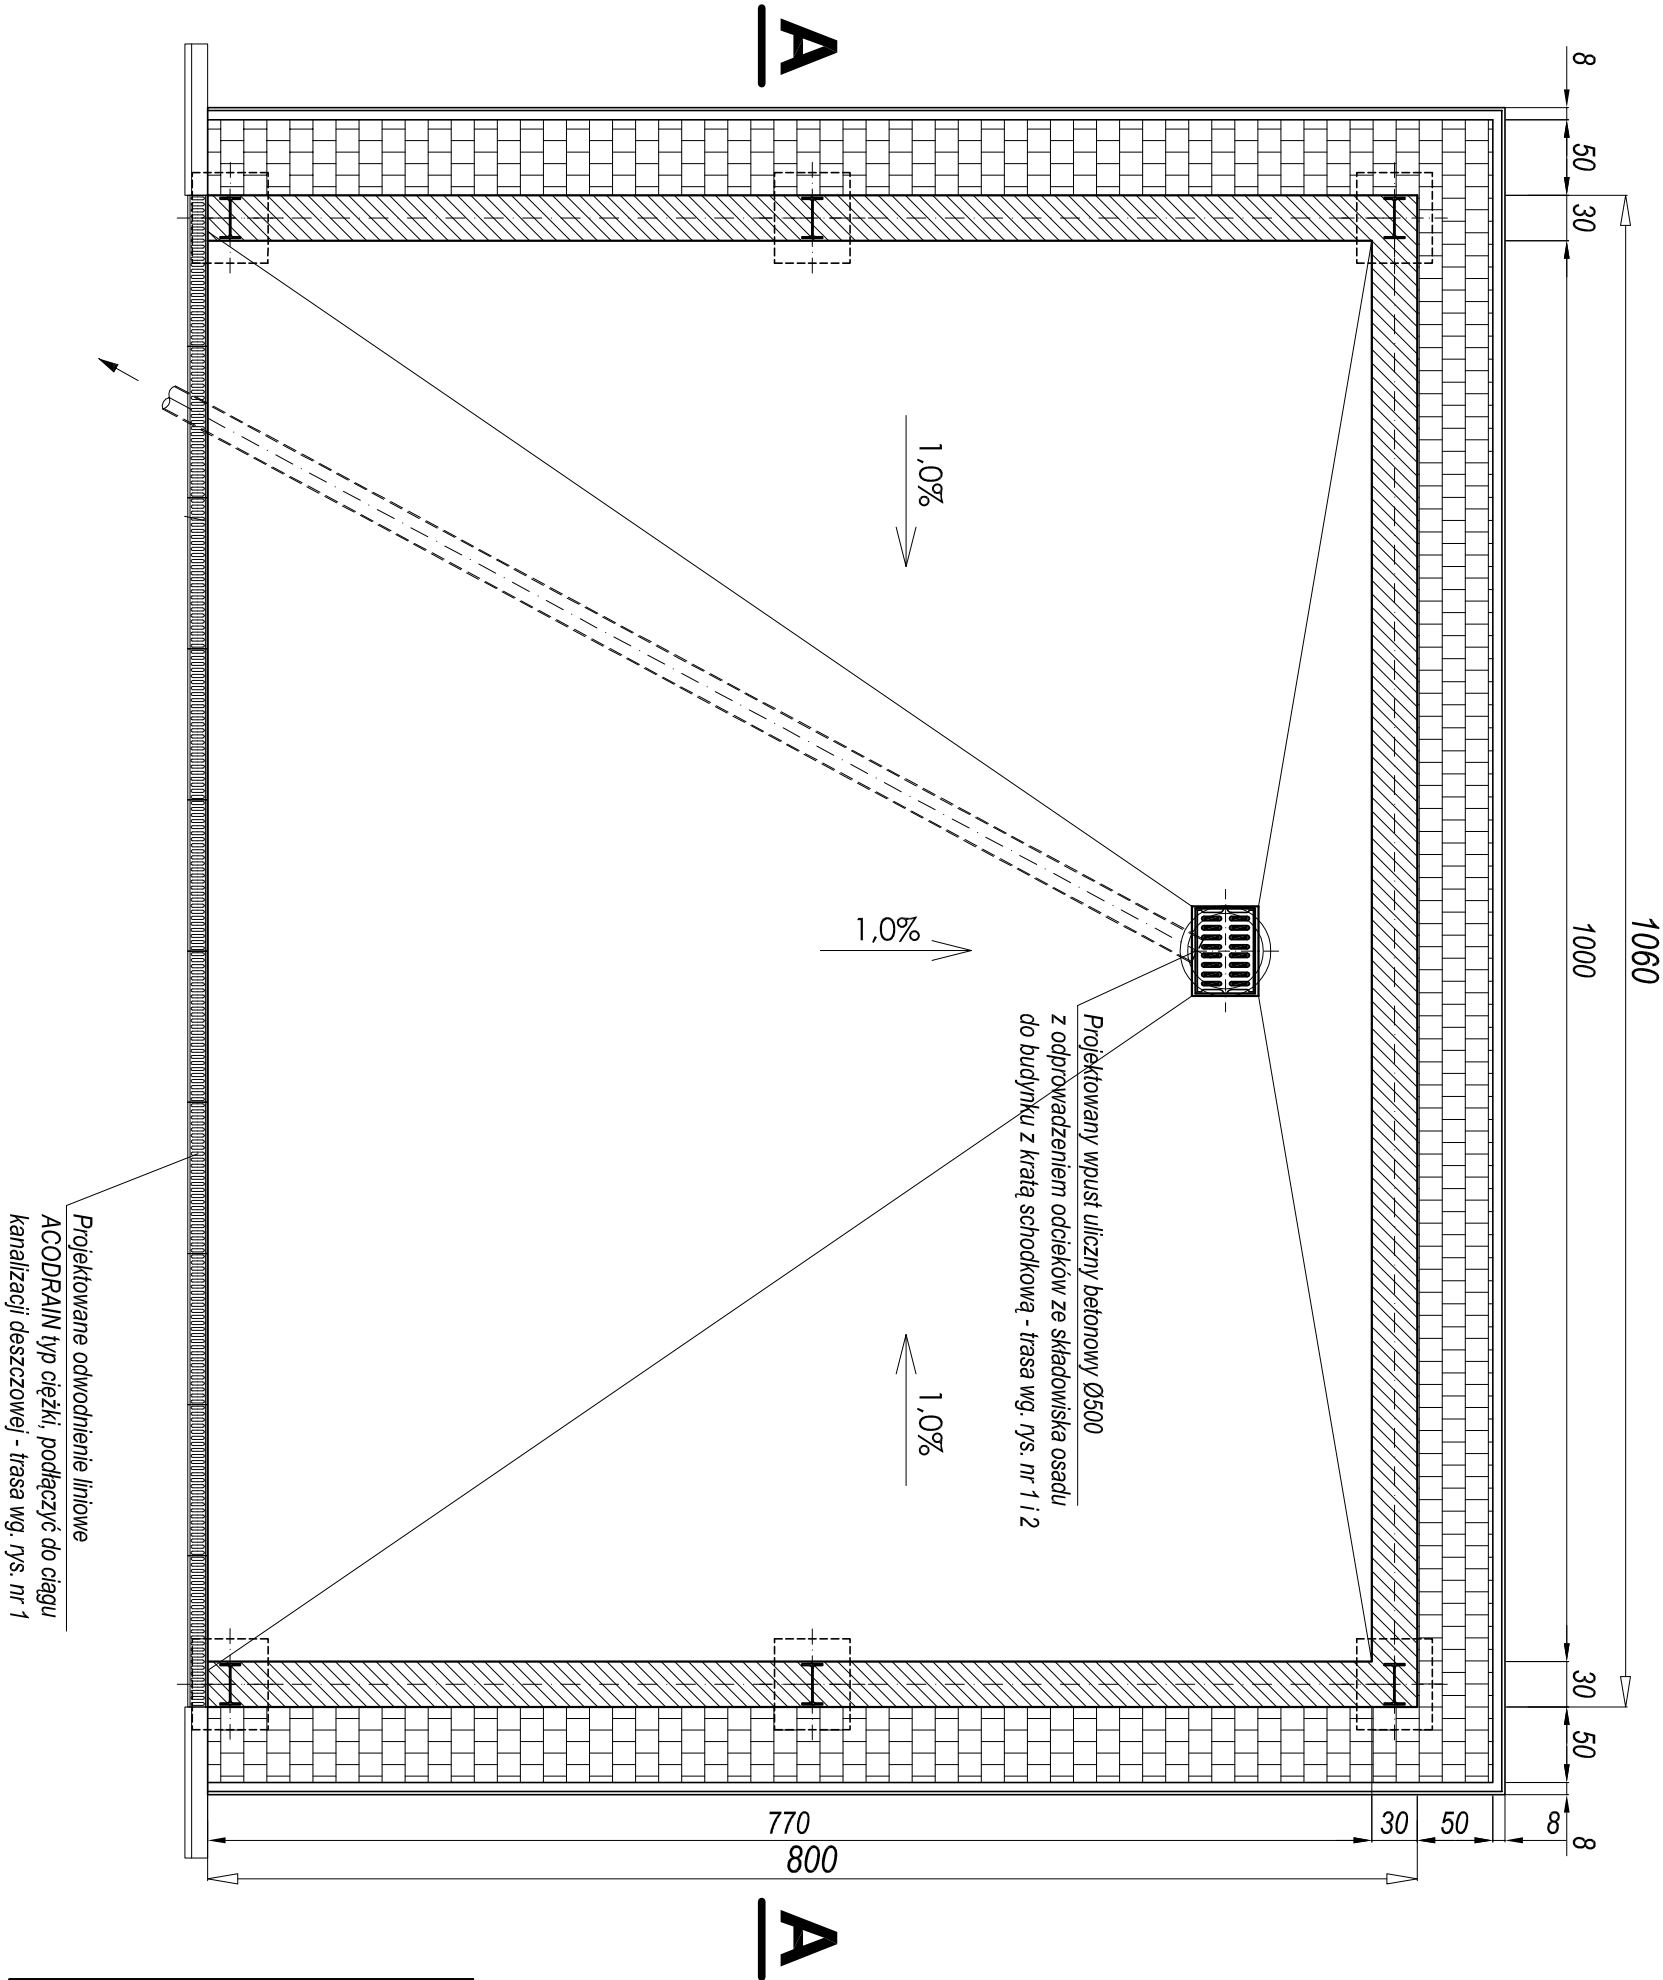 1060
8 50 30 1000 30 50 8
8
50
30
770
800
Projektowany wpust uliczny betonowy Ø500
z odprowadzeniem odcieków ze składowiska osadu
do budynku z kratą schodkową - trasa wg. rys. nr 1 i 2
1,0%
1,0%
1,0%
A
A
Projektowane odwodnienie liniowe
ACODRAIN typ ciężki, podłączyć do ciągu
kanalizacji deszczowej - trasa wg. rys. nr 1